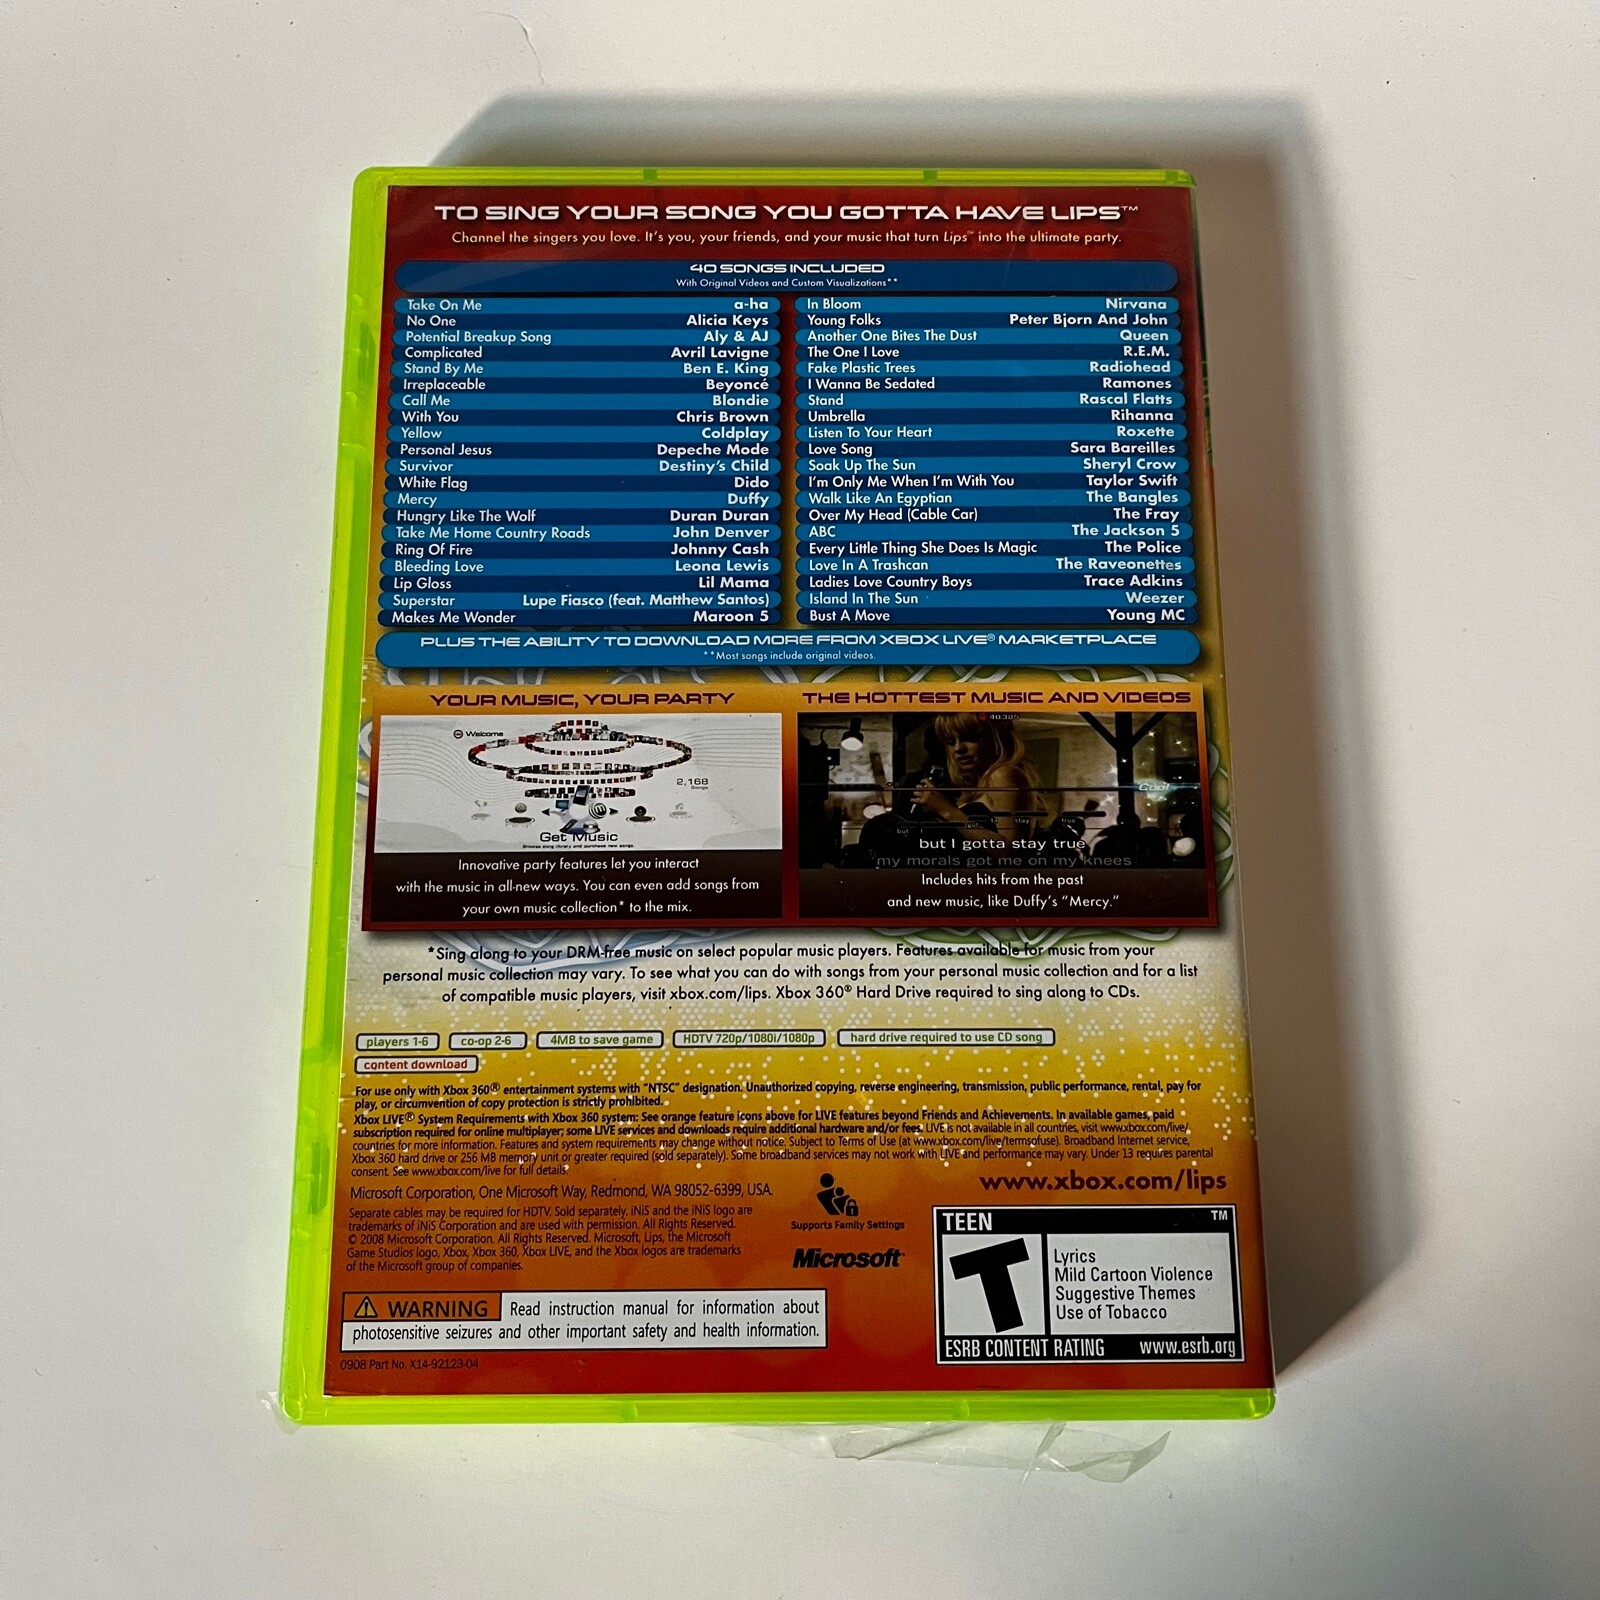 TO SING YOUR SONG YOU GOTTA HAVE LIPS™
Channel the singers you love. It's you, your friends, and your music that turn Lips™ into the ultimate party.
40 SONGS INCLUDED
With Original Videos and Custom Visualizations**
Take On Me a-ha
No One Alicia Keys
Potential Breakup Song Aly & AJ
Complicated Avril Lavigne
Stand By Me Ben E. King
Irreplaceable Beyoncé
Call Me Blondie
With You Chris Brown
Yellow Coldplay
Personal Jesus Depeche Mode
Survivor Destiny's Child
White Flag Dido
Mercy Duffy
Hungry Like The Wolf Duran Duran
Take Me Home Country Roads John Denver
Ring Of Fire Johnny Cash
Bleeding Love Leona Lewis
Lip Gloss Lil Mama
Superstar Lupe Fiasco (feat. Matthew Santos)
Makes Me Wonder Maroon 5
In Bloom Nirvana
Young Folks Peter Bjorn And John
Another One Bites The Dust Queen
The One I Love R.E.M.
Fake Plastic Trees Radiohead
I Wanna Be Sedated Ramones
Stand Rascal Flatts
Umbrella Rihanna
Listen To Your Heart Roxette
Love Song Sara Bareilles
Soak Up The Sun Sheryl Crow
I'm Only Me When I'm With You Taylor Swift
Walk Like An Egyptian The Bangles
Over My Head (Cable Car) The Fray
ABC The Jackson 5
Every Little Thing She Does Is Magic The Police
Love In A Trashcan The Raveonettes
Ladies Love Country Boys Trace Adkins
Island In The Sun Weezer
Bust A Move Young MC
PLUS THE ABILITY TO DOWNLOAD MORE FROM XBOX LIVE® MARKETPLACE
**Most songs include original videos.
YOUR MUSIC, YOUR PARTY
Welcome
2,168
Songs
Get Music
Browse song library and purchase new songs.
Innovative party features let you interact
with the music in all-new ways. You can even add songs from
your own music collection* to the mix.
THE HOTTEST MUSIC AND VIDEOS
40,305
Cool
but I got stay true
but I gotta stay true
my morals got me on my knees
Includes hits from the past
and new music, like Duffy's "Mercy."
*Sing along to your DRM-free music on select popular music players. Features available for music from your
personal music collection may vary. To see what you can do with songs from your personal music collection and for a list
of compatible music players, visit xbox.com/lips. Xbox 360® Hard Drive required to sing along to CDs.
players 1-6 co-op 2-6 4MB to save game HDTV 720p/1080i/1080p hard drive required to use CD song
content download
For use only with Xbox 360® entertainment systems with "NTSC" designation. Unauthorized copying, reverse engineering, transmission, public performance, rental, pay for
play, or circumvention of copy protection is strictly prohibited.
Xbox LIVE® System Requirements with Xbox 360 system: See orange feature icons above for LIVE features beyond Friends and Achievements. In available games, paid
subscription required for online multiplayer; some LIVE services and downloads require additional hardware and/or fees. LIVE is not available in all countries, visit www.xbox.com/live/
countries for more information. Features and system requirements may change without notice. Subject to Terms of Use (at www.xbox.com/live/termsofuse). Broadband Internet service,
Xbox 360 hard drive or 256 MB memory unit or greater required (sold separately). Some broadband services may not work with LIVE and performance may vary. Under 13 requires parental
consent. See www.xbox.com/live for full details.
Microsoft Corporation, One Microsoft Way, Redmond, WA 98052-6399, USA.
Separate cables may be required for HDTV. Sold separately. iNiS and the iNiS logo are
trademarks of iNiS Corporation and are used with permission. All Rights Reserved.
© 2008 Microsoft Corporation. All Rights Reserved. Microsoft, Lips, the Microsoft
Game Studios logo, Xbox, Xbox 360, Xbox LIVE, and the Xbox logos are trademarks
of the Microsoft group of companies.
Supports Family Settings
Microsoft
www.xbox.com/lips
TEEN ™
T
Lyrics
Mild Cartoon Violence
Suggestive Themes
Use of Tobacco
ESRB CONTENT RATING www.esrb.org
WARNING Read instruction manual for information about
photosensitive seizures and other important safety and health information.
0908 Part No. X14-92123-04